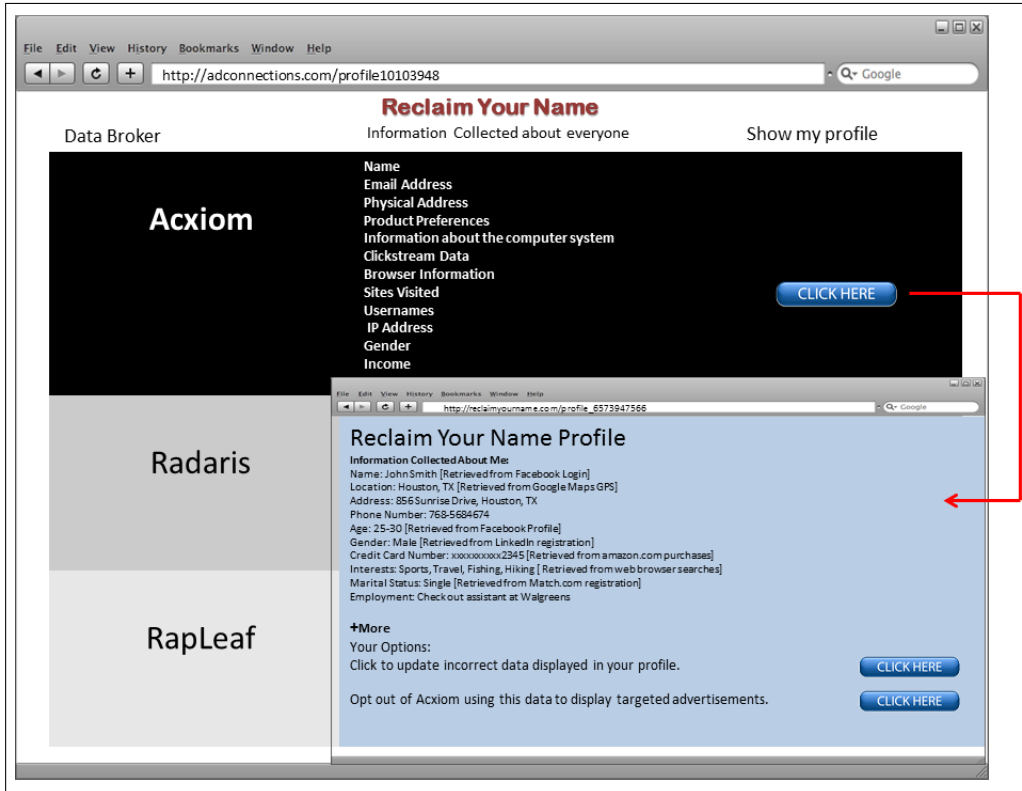 File Edit View History Bookmarks Window Help
http://adconnections.com/profile10103948
Google
Reclaim Your Name
Data Broker
Information Collected about everyone
Show my profile
Acxiom
Name
Email Address
Physical Address
Product Preferences
Information about the computer system
Clickstream Data
Browser Information
Sites Visited
Usernames
IP Address
Gender
Income
CLICK HERE
Radaris
RapLeaf
File Edit View History Bookmarks Window Help
http://reclaimyourname.com/profile_6573947566
Google
Reclaim Your Name Profile
Information Collected About Me:
Name: John Smith [Retrieved from Facebook Login]
Location: Houston, TX [Retrieved from Google Maps GPS]
Address: 856 Sunrise Drive, Houston, TX
Phone Number: 768-5684674
Age: 25-30 [Retrieved from Facebook Profile]
Gender: Male [Retrieved from LinkedIn registration]
Credit Card Number: xxxxxxxxxx2345 [Retrieved from amazon.com purchases]
Interests: Sports, Travel, Fishing, Hiking [ Retrieved from web browser searches]
Marital Status: Single [Retrieved from Match.com registration]
Employment: Checkout assistant at Walgreens
+More
Your Options:
Click to update incorrect data displayed in your profile.
CLICK HERE
Opt out of Acxiom using this data to display targeted advertisements.
CLICK HERE